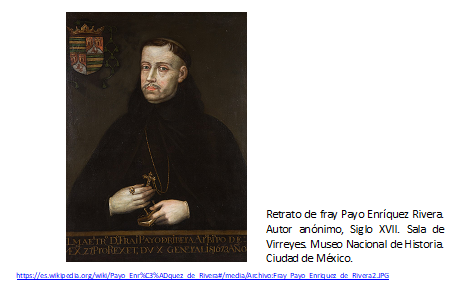 Retrato de fray Payo Enríquez Rivera.
Autor anónimo, Siglo XVII. Sala de
Virreyes. Museo Nacional de Historia.
Ciudad de México.
https://es.wikipedia.org/wiki/Payo_Enr%C3%ADquez_de_Rivera#/media/Archivo:Fray_Payo_Enriquez_de_Rivera2.JPG